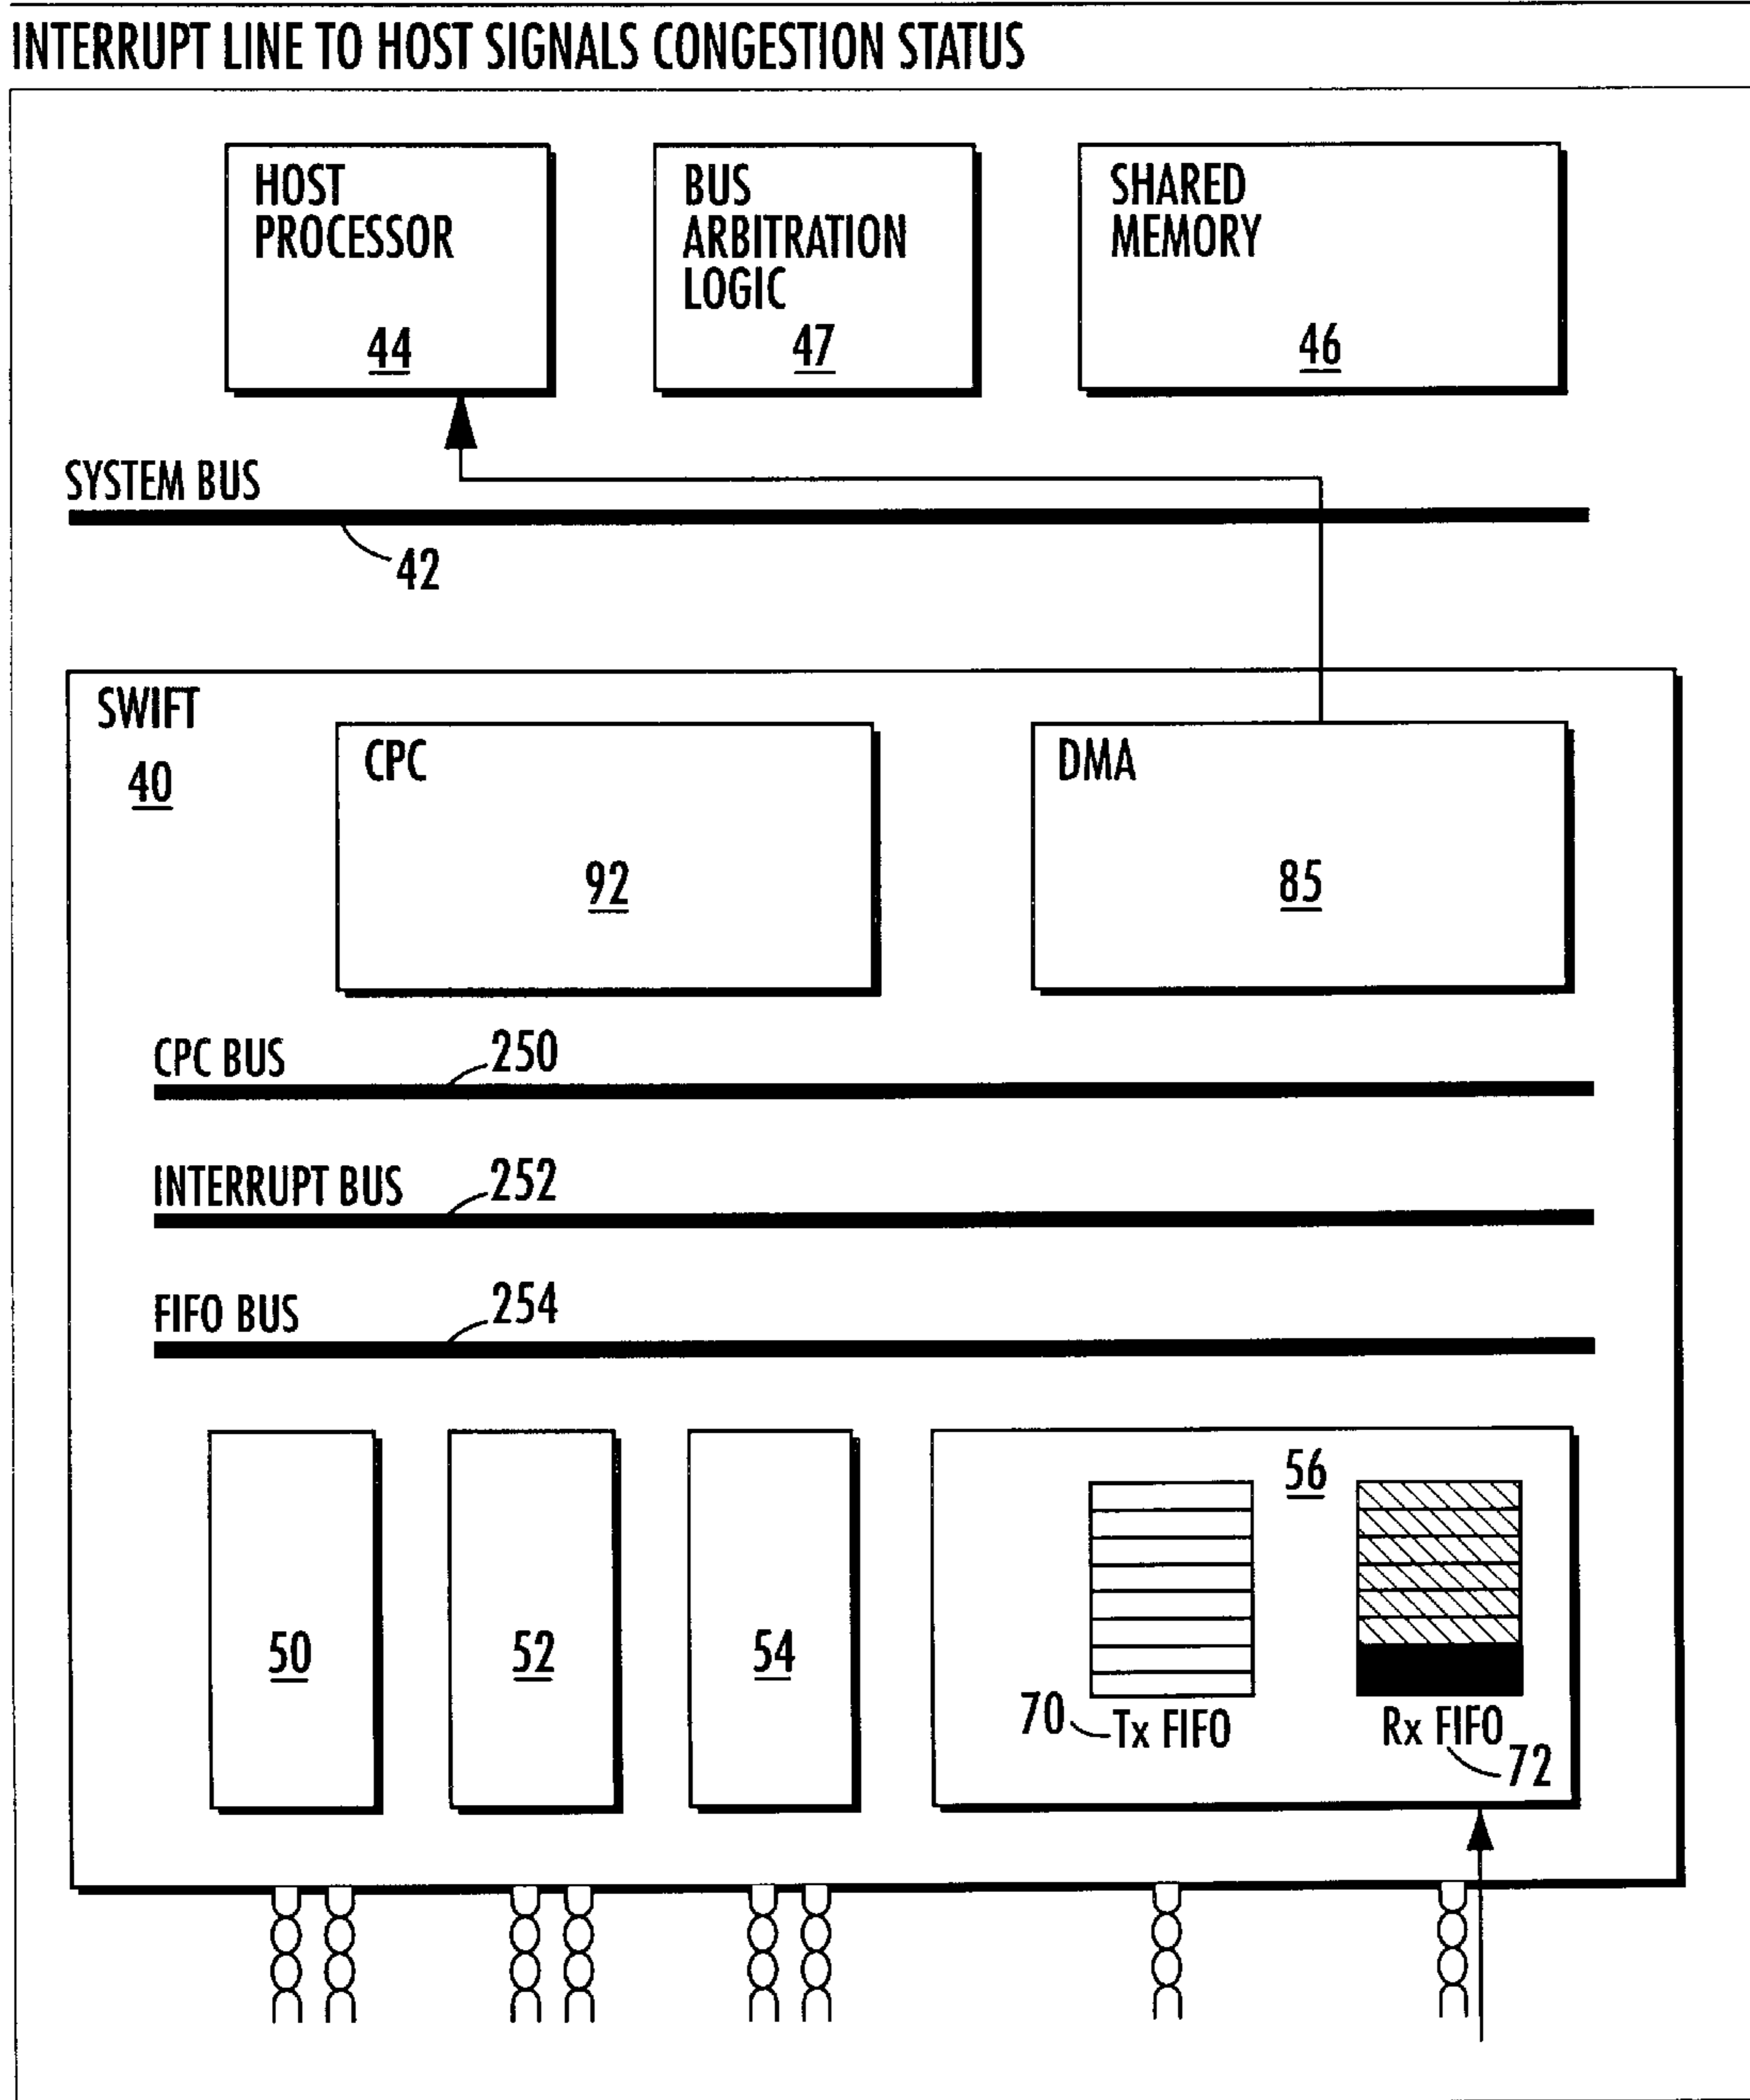 INTERRUPT LINE TO HOST SIGNALS CONGESTION STATUS
HOST
PROCESSOR
44
BUS
ARBITRATION
LOGIC
47
SHARED
MEMORY
46
SYSTEM BUS
42
SWIFT
40
CPC
92
DMA
85
CPC BUS
250
INTERRUPT BUS
252
FIFO BUS
254
50
52
54
56
70
Tx FIFO
Rx FIFO
72